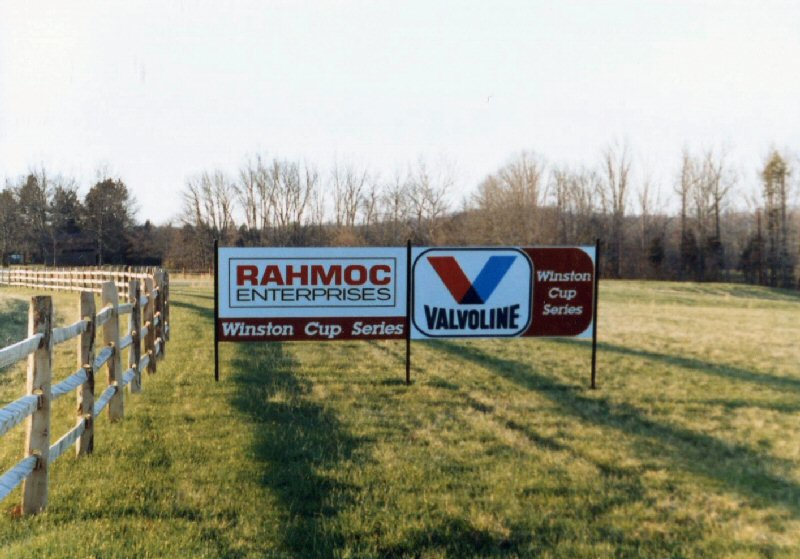 RAHMOC
ENTERPRISES
Winston Cup Series
VALVOLINE
Winston
Cup
Series